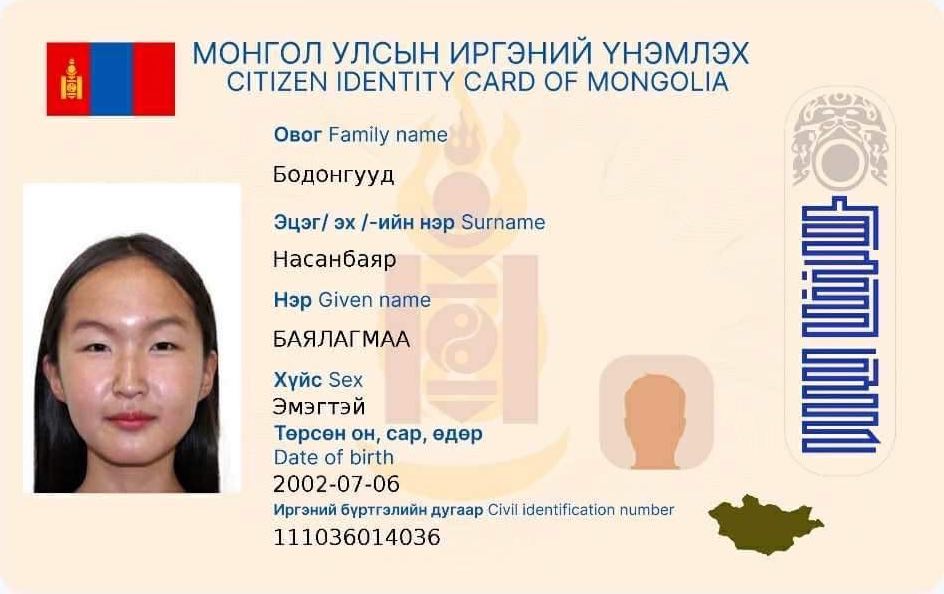 МОНГОЛ УЛСЫН ИРГЭНИЙ ҮНЭМЛЭХ
CITIZEN IDENTITY CARD OF MONGOLIA
Овог Family name
Бодонгууд
Эцэг/ эх /-ийн нэр Surname
Насанбаяр
Нэр Given name
БАЯЛАГМАА
Хүйс Sex
Эмэгтэй
Төрсөн он, сар, өдөр
Date of birth
2002-07-06
Иргэний бүртгэлийн дугаар Civil identification number
111036014036